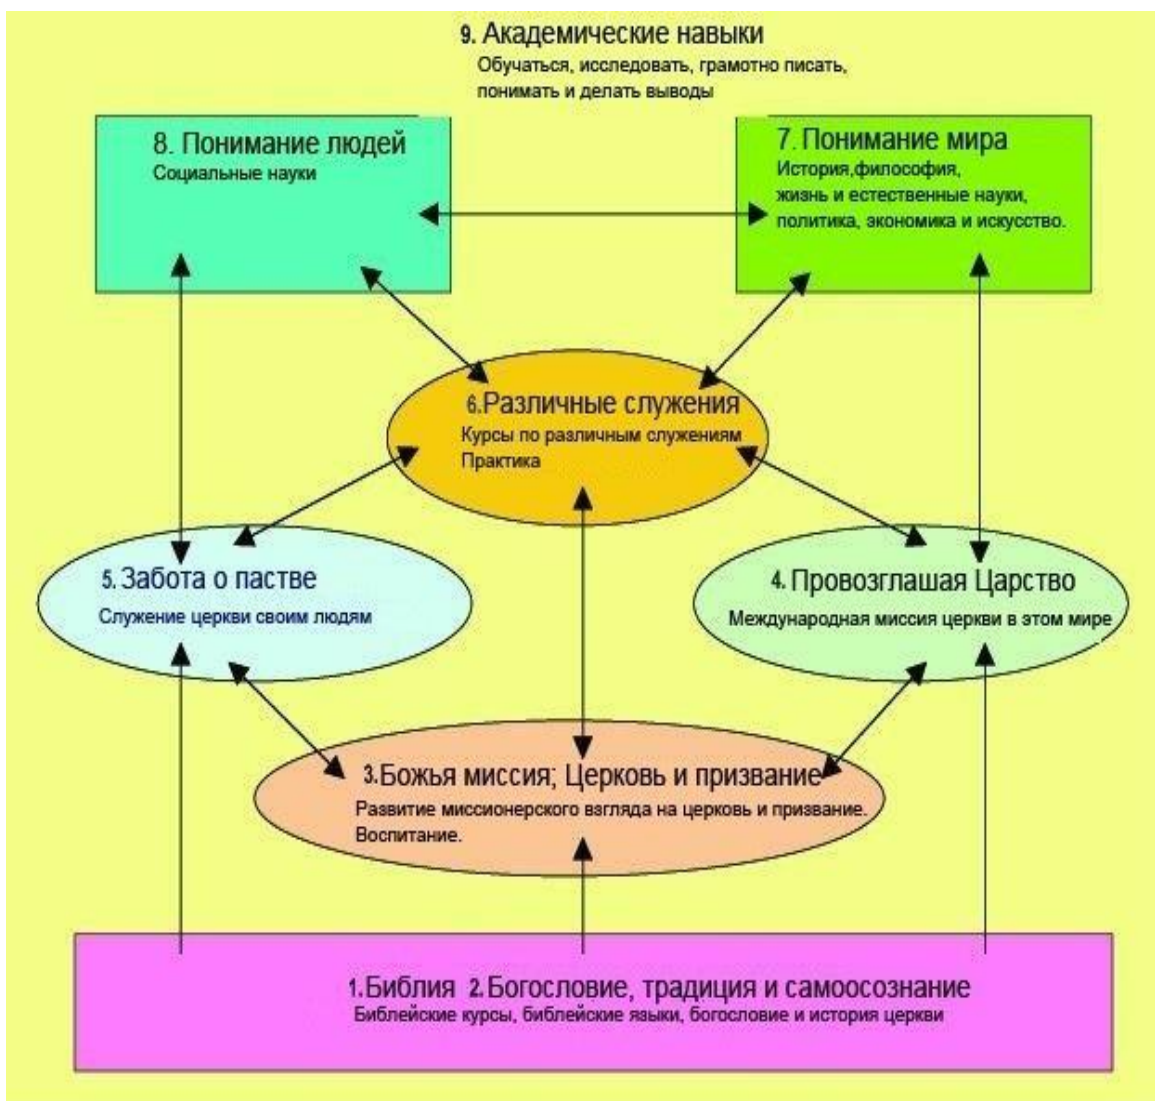 9. Академические навыки
Обучаться, исследовать, грамотно писать,
понимать и делать выводы
8. Понимание людей
Социальные науки
7. Понимание мира
История,философия,
жизнь и естественные науки,
политика, экономика и искусство.
6.Различные служения
Курсы по различным служениям
Практика
5. Забота о пастве
Служение церкви своим людям
4. Провозглашая Царство
Международная миссия церкви в этом мире
3.Божья миссия; Церковь и призвание
Развитие миссионерского взгляда на церковь и призвание.
Воспитание.
1.Библия 2.Богословие, традиция и самоосознание
Библейские курсы, библейские языки, богословие и история церкви